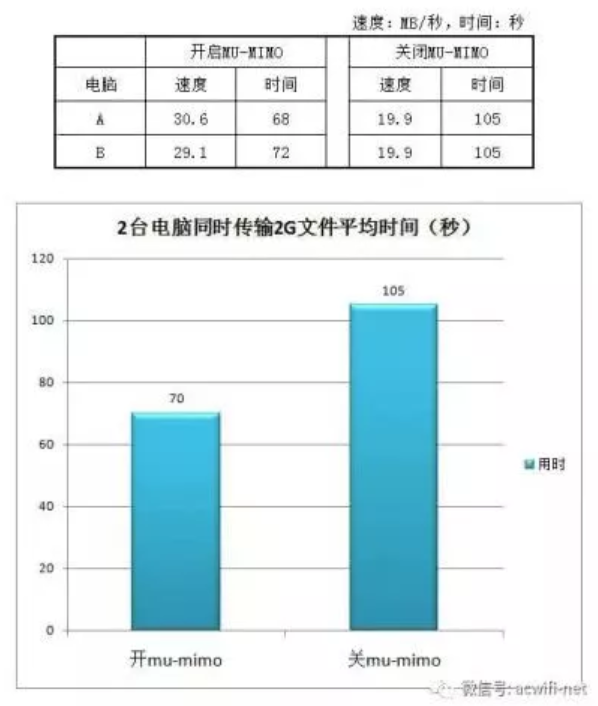 速度：MB/秒，时间：秒
开启MU-MIMO 关闭MU-MIMO
电脑 速度 时间 速度 时间
A 30.6 68 19.9 105
B 29.1 72 19.9 105
2台电脑同时传输2G文件平均时间（秒）
120
105
100
80
70
60
用时
40
20
0
开mu-mimo 关mu-mimo
微信号: acwifi-net